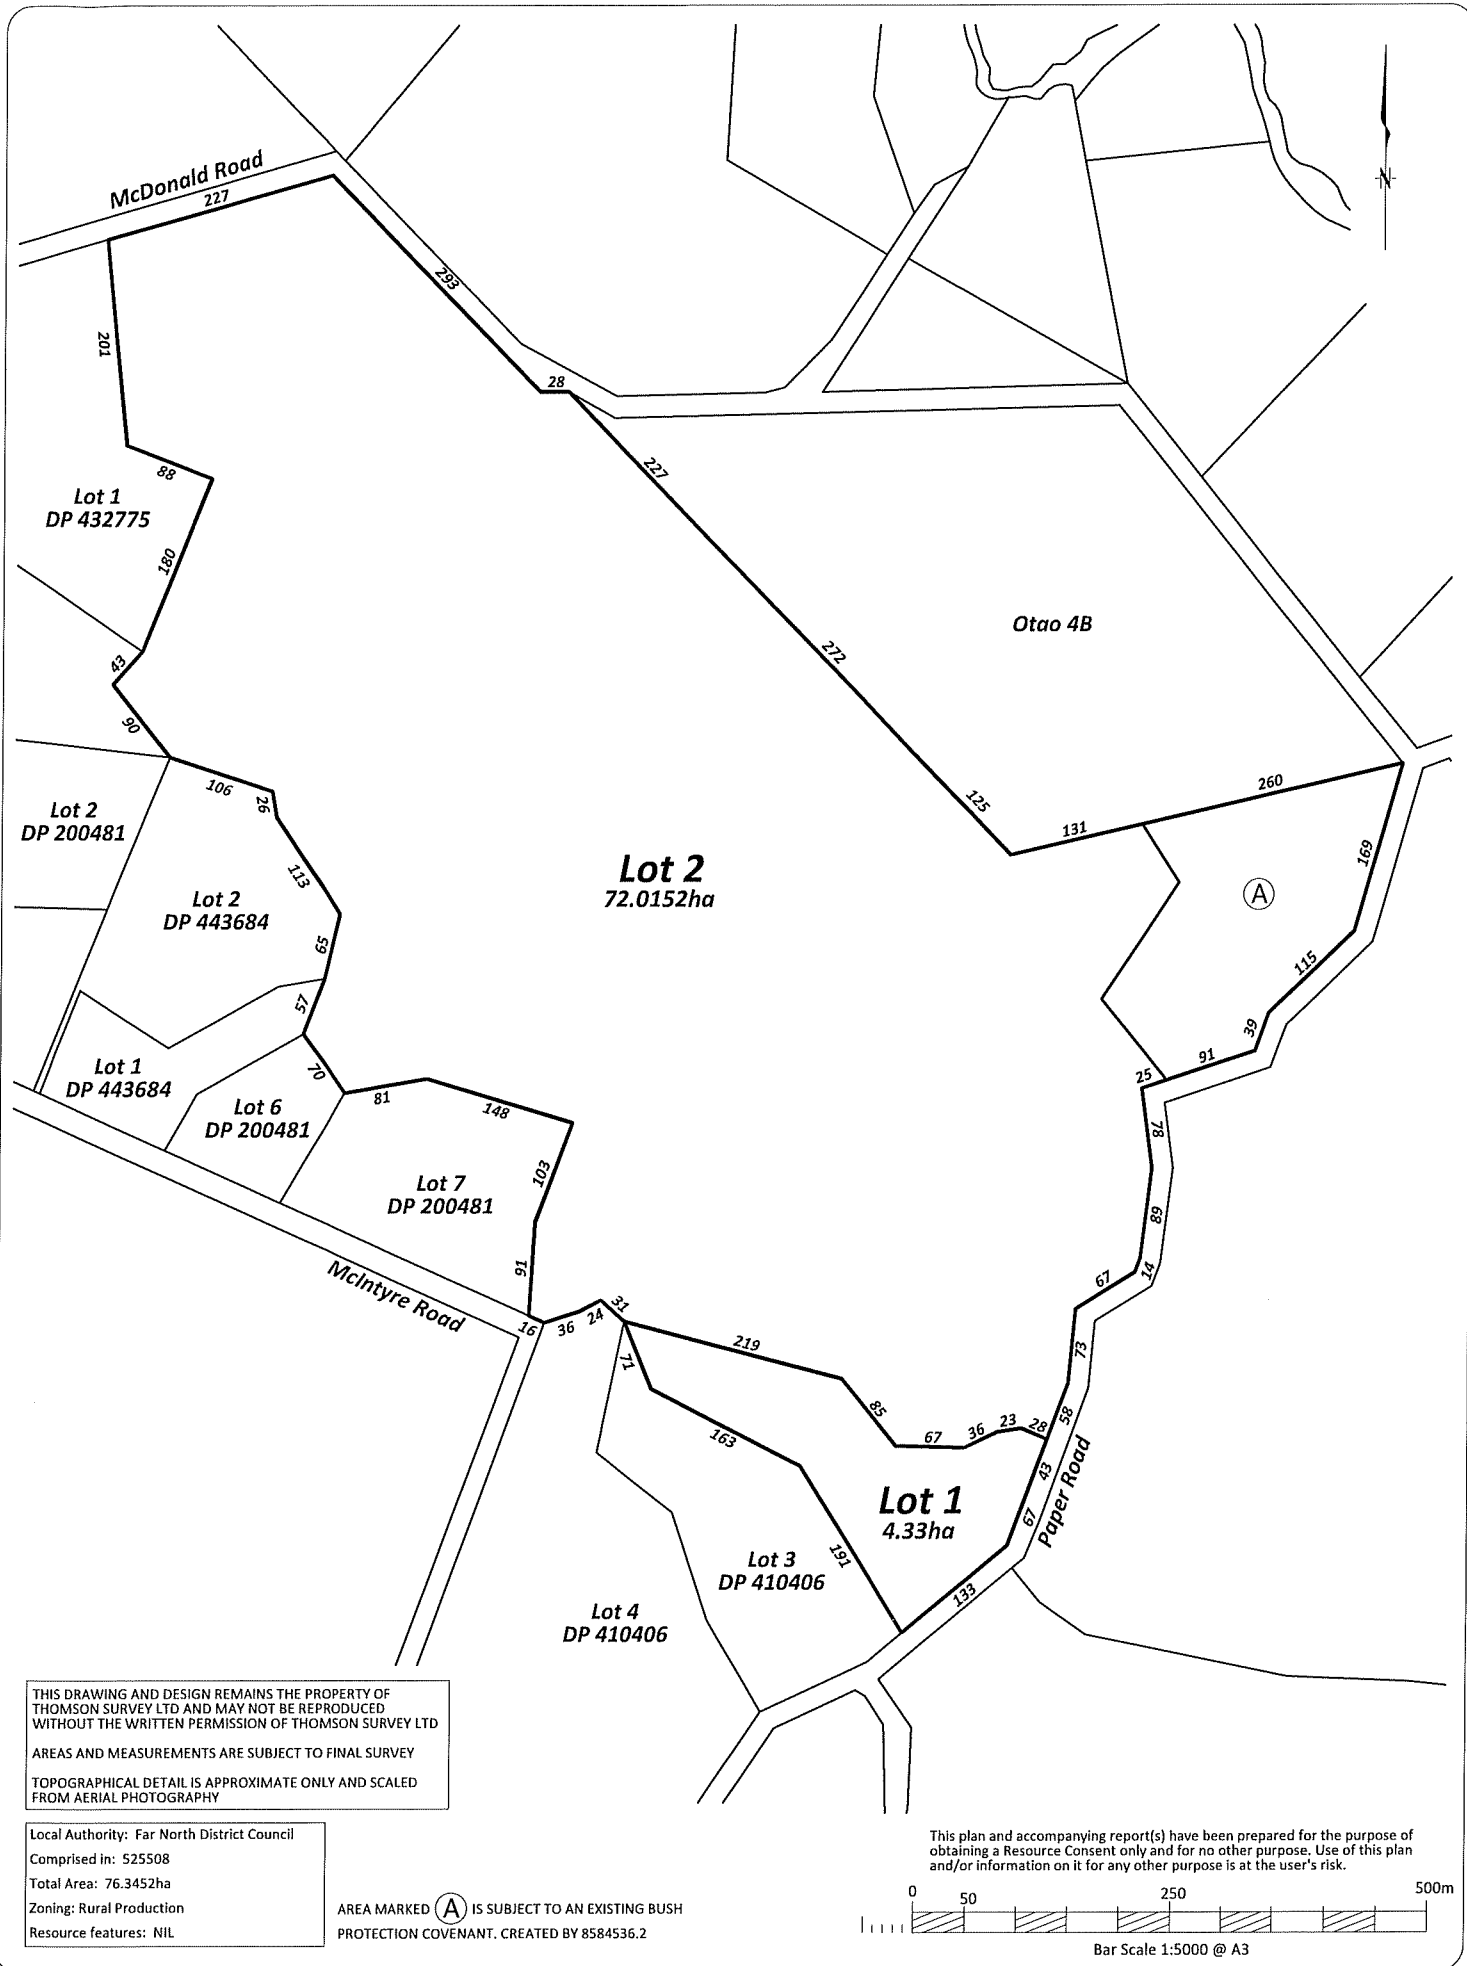 McDonald Road
227
293
201
28
88
Lot 1
DP 432775
180
227
43
90
272
Otao 4B
106
26
Lot 2
DP 200481
113
Lot 2
DP 443684
Lot 2
72.0152ha
125
131
260
169
A
65
57
115
39
91
25
Lot 1
DP 443684
70
81
148
Lot 6
DP 200481
78
103
Lot 7
DP 200481
89
91
14
67
McIntyre Road
16
36
24
31
219
71
73
85
58
163
67
36
23
28
43
67
Paper Road
Lot 1
4.33ha
191
Lot 3
DP 410406
133
Lot 4
DP 410406
N
THIS DRAWING AND DESIGN REMAINS THE PROPERTY OF
THOMSON SURVEY LTD AND MAY NOT BE REPRODUCED
WITHOUT THE WRITTEN PERMISSION OF THOMSON SURVEY LTD
AREAS AND MEASUREMENTS ARE SUBJECT TO FINAL SURVEY
TOPOGRAPHICAL DETAIL IS APPROXIMATE ONLY AND SCALED
FROM AERIAL PHOTOGRAPHY
Local Authority: Far North District Council
Comprised in: 525508
Total Area: 76.3452ha
Zoning: Rural Production
Resource features: NIL
AREA MARKED A IS SUBJECT TO AN EXISTING BUSH
PROTECTION COVENANT. CREATED BY 8584536.2
This plan and accompanying report(s) have been prepared for the purpose of
obtaining a Resource Consent only and for no other purpose. Use of this plan
and/or information on it for any other purpose is at the user's risk.
0 50 250 500m
Bar Scale 1:5000 @ A3